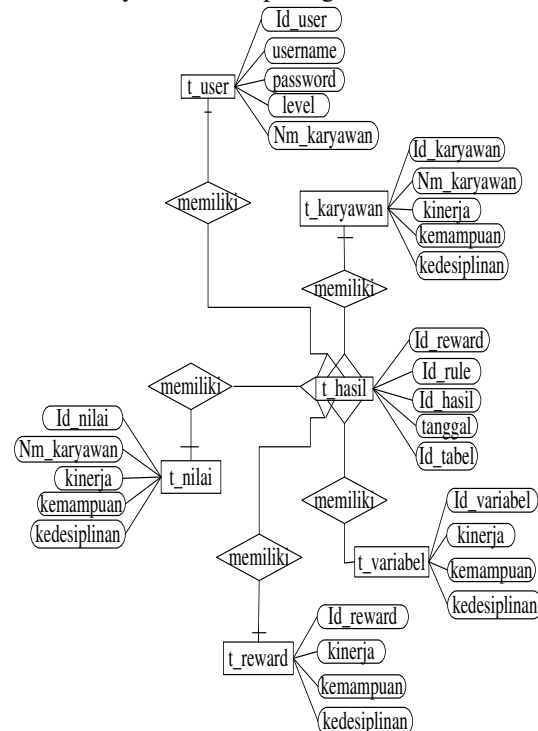 Id_user
username
password
t_user
level
Nm_karyawan
Id_karyawan
Nm_karyawan
memiliki
t_karyawan
kinerja
kemampuan
kedesiplinan
memiliki
Id_reward
Id_rule
memiliki
t_hasil
Id_hasil
tanggal
Id_tabel
Id_nilai
Nm_karyawan
kinerja
t_nilai
kemampuan
kedesiplinan
memiliki
Id_variabel
kinerja
memiliki
t_variabel
kemampuan
kedesiplinan
Id_reward
kinerja
t_reward
kemampuan
kedesiplinan